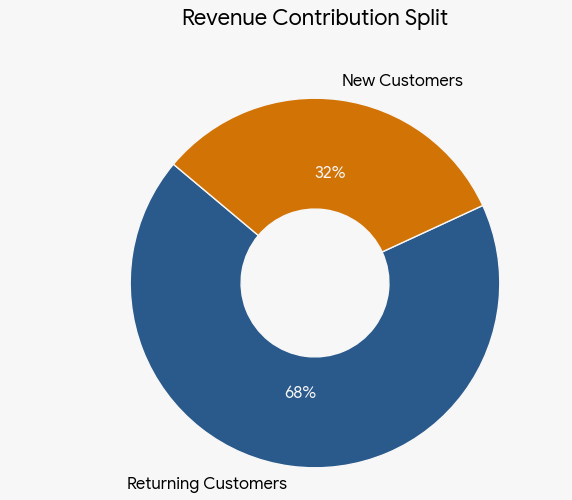 Revenue Contribution Split
New Customers
32%
68%
Returning Customers